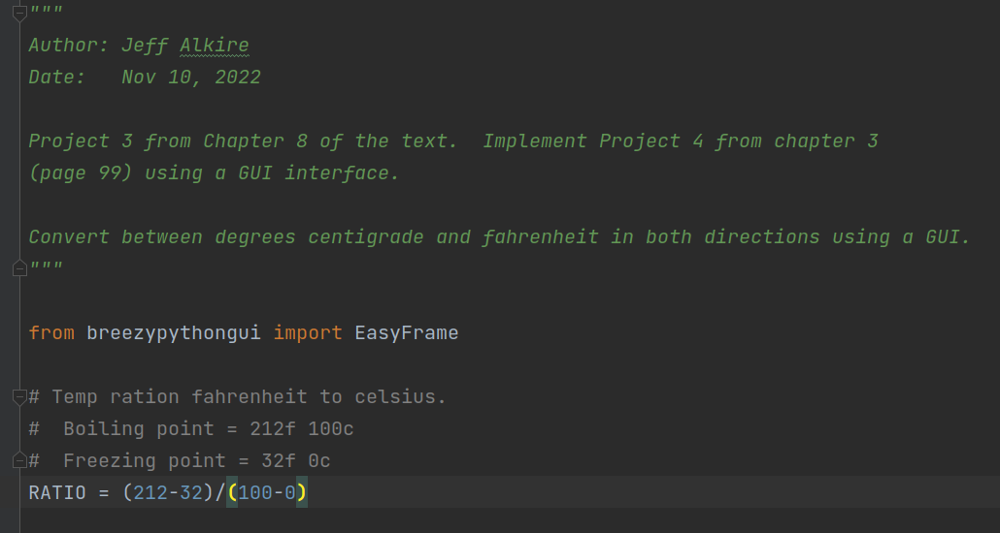 """
Author: Jeff Alkire
Date:   Nov 10, 2022
Project 3 from Chapter 8 of the text.  Implement Project 4 from chapter 3
(page 99) using a GUI interface.
Convert between degrees centigrade and fahrenheit in both directions using a GUI.
"""
from breezypythongui import EasyFrame
# Temp ration fahrenheit to celsius.
#  Boiling point = 212f 100c
#  Freezing point = 32f 0c
RATIO = (212-32)/(100-0)